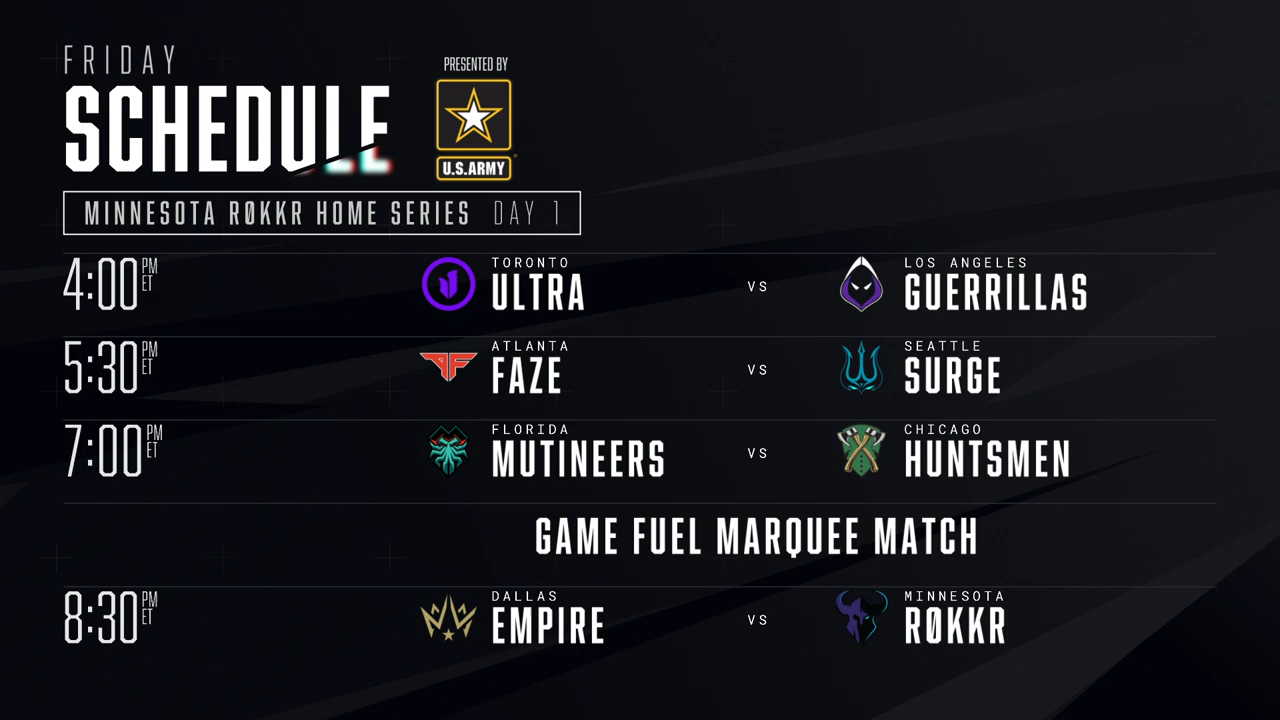 FRIDAY
SCHEDULE
PRESENTED BY
U.S.ARMY
MINNESOTA RØKKR HOME SERIES DAY 1
4:00 PM ET
TORONTO
ULTRA
VS
LOS ANGELES
GUERRILLAS
5:30 PM ET
ATLANTA
FAZE
VS
SEATTLE
SURGE
7:00 PM ET
FLORIDA
MUTINEERS
VS
CHICAGO
HUNTSMEN
GAME FUEL MARQUEE MATCH
8:30 PM ET
DALLAS
EMPIRE
VS
MINNESOTA
RØKKR